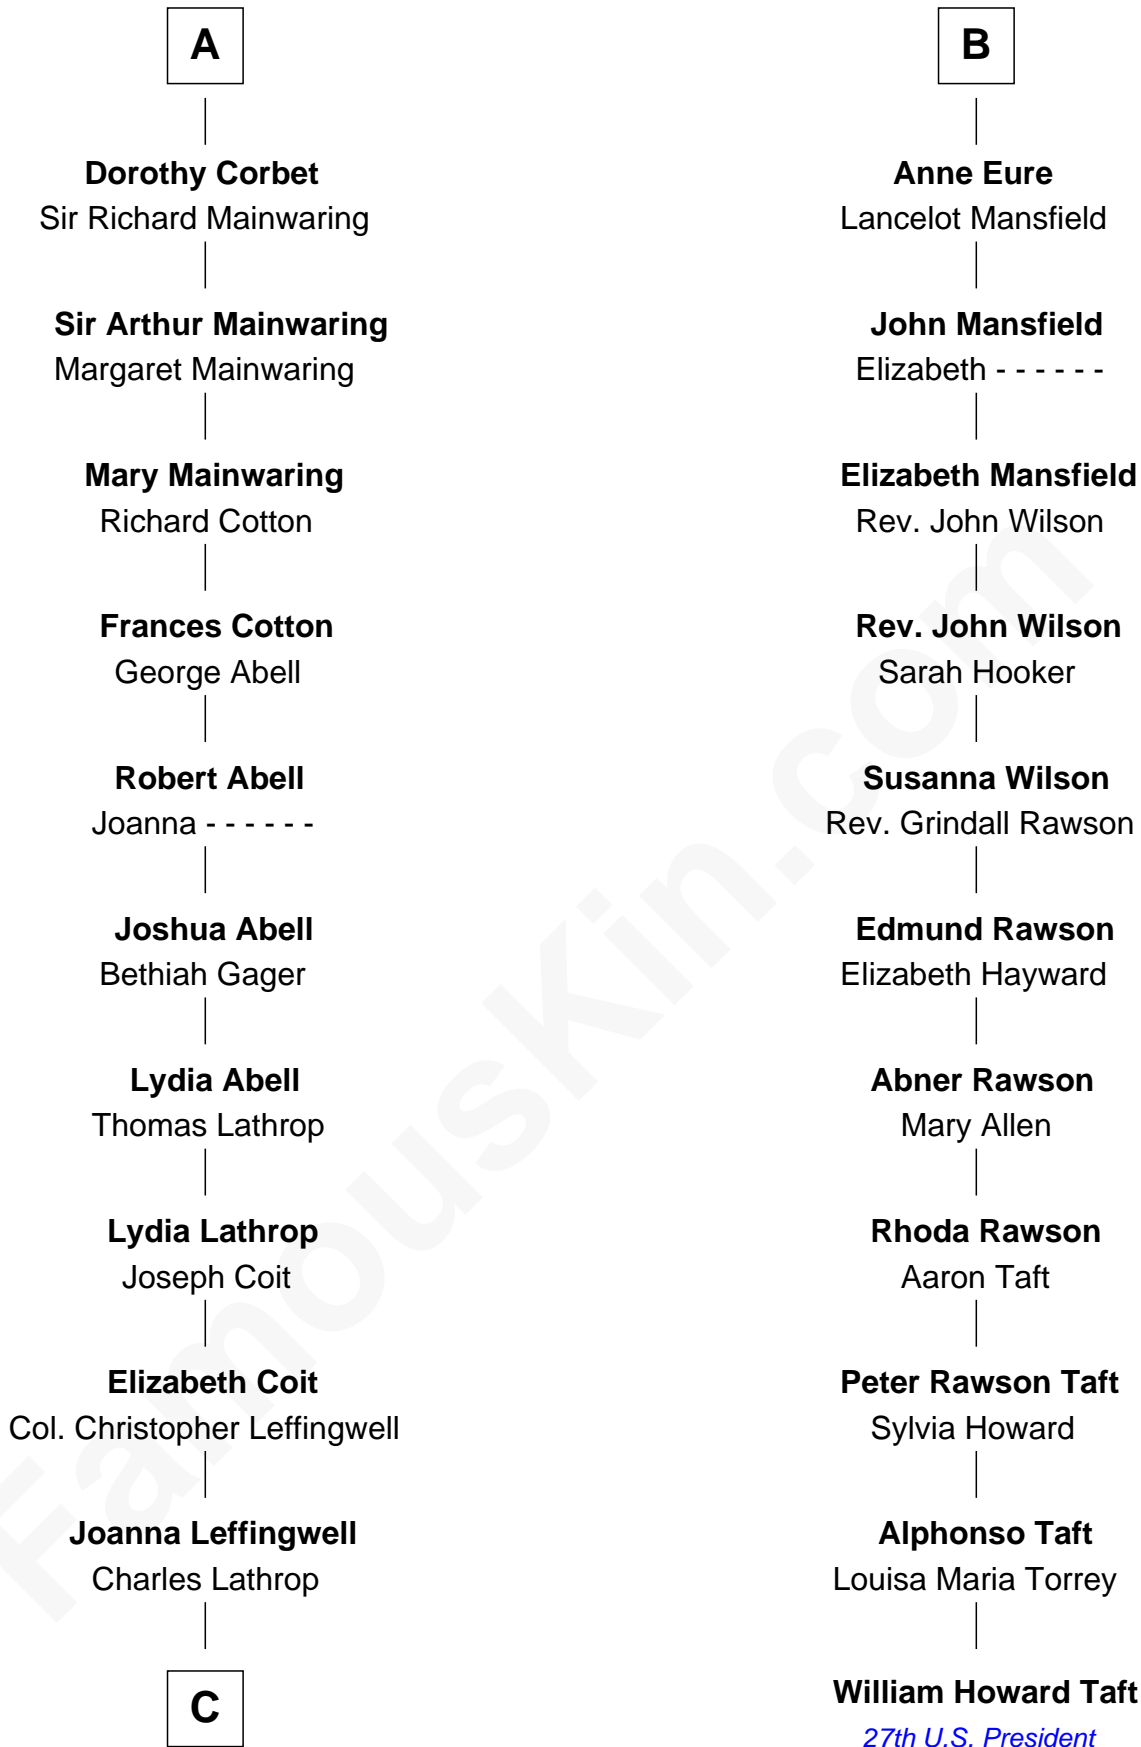 A
Dorothy Corbet
Sir Richard Mainwaring
Sir Arthur Mainwaring
Margaret Mainwaring
Mary Mainwaring
Richard Cotton
Frances Cotton
George Abell
Robert Abell
Joanna - - - - - -
Joshua Abell
Bethiah Gager
Lydia Abell
Thomas Lathrop
Lydia Lathrop
Joseph Coit
Elizabeth Coit
Col. Christopher Leffingwell
Joanna Leffingwell
Charles Lathrop
C
B
Anne Eure
Lancelot Mansfield
John Mansfield
Elizabeth - - - - - -
Elizabeth Mansfield
Rev. John Wilson
Rev. John Wilson
Sarah Hooker
Susanna Wilson
Rev. Grindall Rawson
Edmund Rawson
Elizabeth Hayward
Abner Rawson
Mary Allen
Rhoda Rawson
Aaron Taft
Peter Rawson Taft
Sylvia Howard
Alphonso Taft
Louisa Maria Torrey
William Howard Taft
27th U.S. President
FamousKin.com